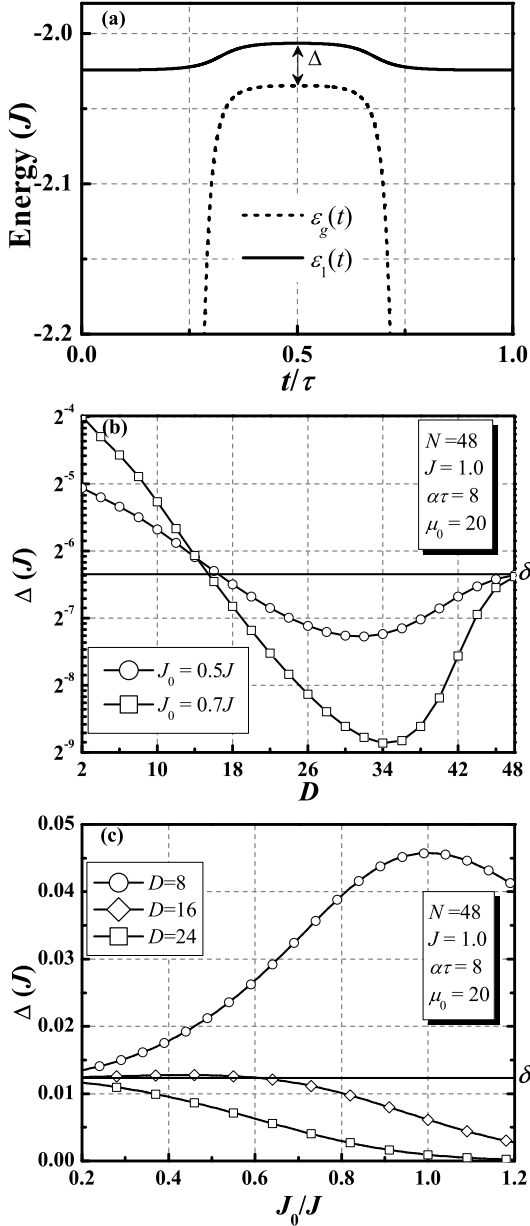 (a)
-2.0
-2.1
-2.2
Energy (J)
Δ
ε_g(t)
ε_1(t)
0.0
0.5
1.0
t/τ
(b)
2^-4
2^-5
2^-6
2^-7
2^-8
2^-9
Δ (J)
N=48
J = 1.0
ατ = 8
μ_0 = 20
δ
J_0 = 0.5J
J_0 = 0.7J
2
10
18
26
34
42
48
D
(c)
0.05
0.04
0.03
0.02
0.01
0.00
Δ (J)
D=8
D=16
D=24
N=48
J = 1.0
ατ = 8
μ_0 = 20
δ
0.2
0.4
0.6
0.8
1.0
1.2
J_0/J